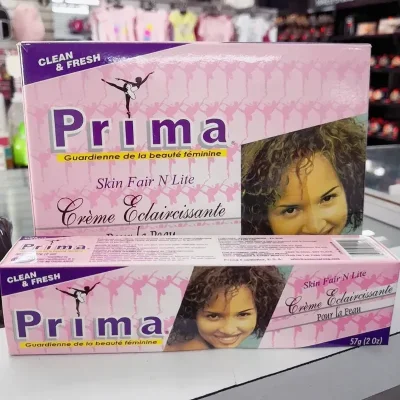 CLEAN
& FRESH
Prima
Guardienne de la beauté féminine
Skin Fair N Lite
Crème Eclaircissante
Pour la Peau
CLEAN
& FRESH
Prima
Guardienne de la beauté féminine
Skin Fair N Lite
Crème Eclaircissante
Pour la Peau
57g (2 Oz)